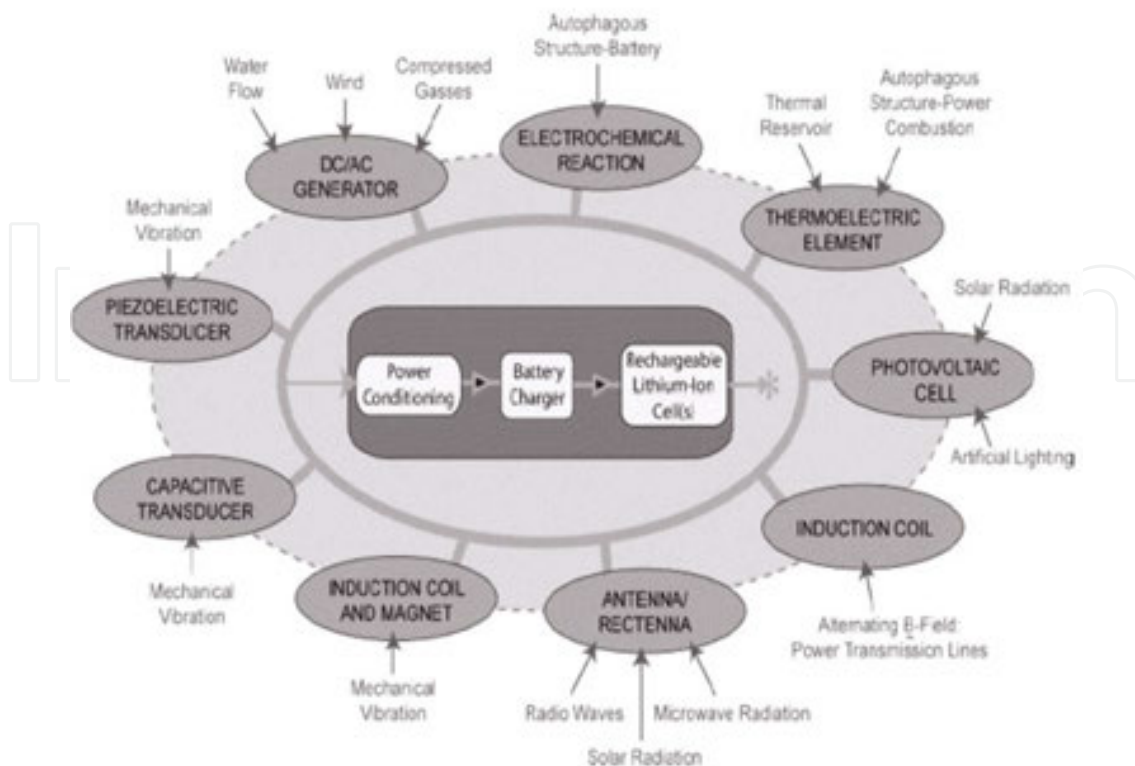 Autophagous
Structure-Battery
ELECTROCHEMICAL
REACTION
Water
Flow
Wind
Compressed
Gasses
DC/AC
GENERATOR
Thermal
Reservoir
Autophagous
Structure-Power
Combustion
THERMOELECTRIC
ELEMENT
Mechanical
Vibration
PIEZOELECTRIC
TRANSDUCER
Solar Radiation
PHOTOVOLTAIC
CELL
Artificial Lighting
Power
Conditioning
Battery
Charger
Rechargeable
Lithium-Ion
Cell(s)
CAPACITIVE
TRANSDUCER
Mechanical
Vibration
INDUCTION COIL
AND MAGNET
Mechanical
Vibration
ANTENNA/
RECTENNA
Radio Waves
Solar Radiation
Microwave Radiation
INDUCTION COIL
Alternating B-Field:
Power Transmission Lines